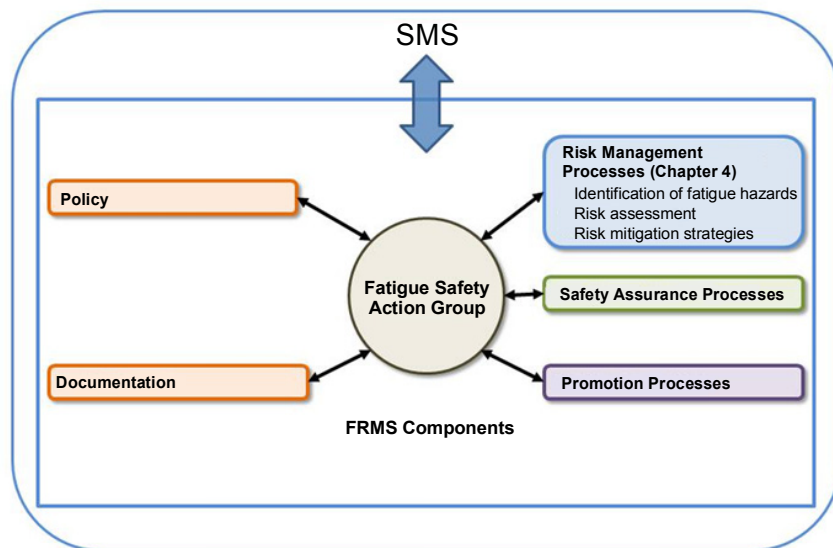 SMS
Policy
Documentation
Fatigue Safety
Action Group
Risk Management
Processes (Chapter 4)
Identification of fatigue hazards
Risk assessment
Risk mitigation strategies
Safety Assurance Processes
Promotion Processes
FRMS Components